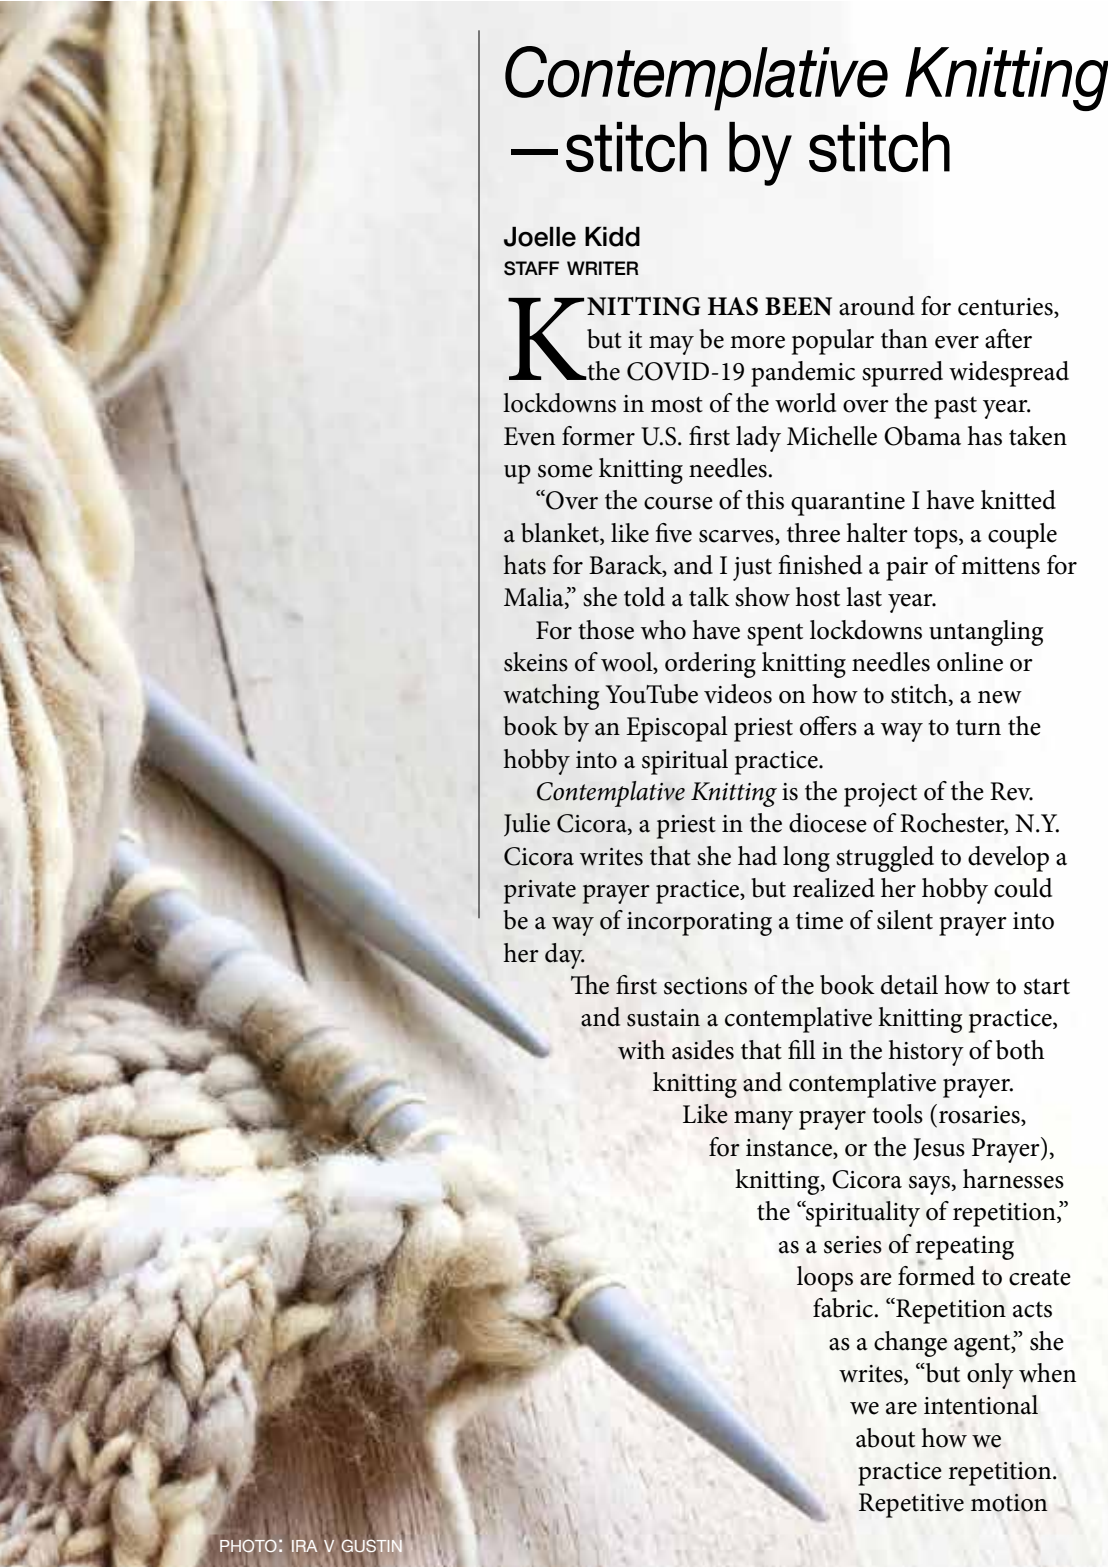 Contemplative Knitting
—stitch by stitch
Joelle Kidd
STAFF WRITER
KNITTING HAS BEEN around for centuries,
but it may be more popular than ever after
the COVID-19 pandemic spurred widespread
lockdowns in most of the world over the past year.
Even former U.S. first lady Michelle Obama has taken
up some knitting needles.
“Over the course of this quarantine I have knitted
a blanket, like five scarves, three halter tops, a couple
hats for Barack, and I just finished a pair of mittens for
Malia,” she told a talk show host last year.
For those who have spent lockdowns untangling
skeins of wool, ordering knitting needles online or
watching YouTube videos on how to stitch, a new
book by an Episcopal priest offers a way to turn the
hobby into a spiritual practice.
Contemplative Knitting is the project of the Rev.
Julie Cicora, a priest in the diocese of Rochester, N.Y.
Cicora writes that she had long struggled to develop a
private prayer practice, but realized her hobby could
be a way of incorporating a time of silent prayer into
her day.
The first sections of the book detail how to start
and sustain a contemplative knitting practice,
with asides that fill in the history of both
knitting and contemplative prayer.
Like many prayer tools (rosaries,
for instance, or the Jesus Prayer),
knitting, Cicora says, harnesses
the “spirituality of repetition,”
as a series of repeating
loops are formed to create
fabric. “Repetition acts
as a change agent,” she
writes, “but only when
we are intentional
about how we
practice repetition.
Repetitive motion
PHOTO: IRA V GUSTIN